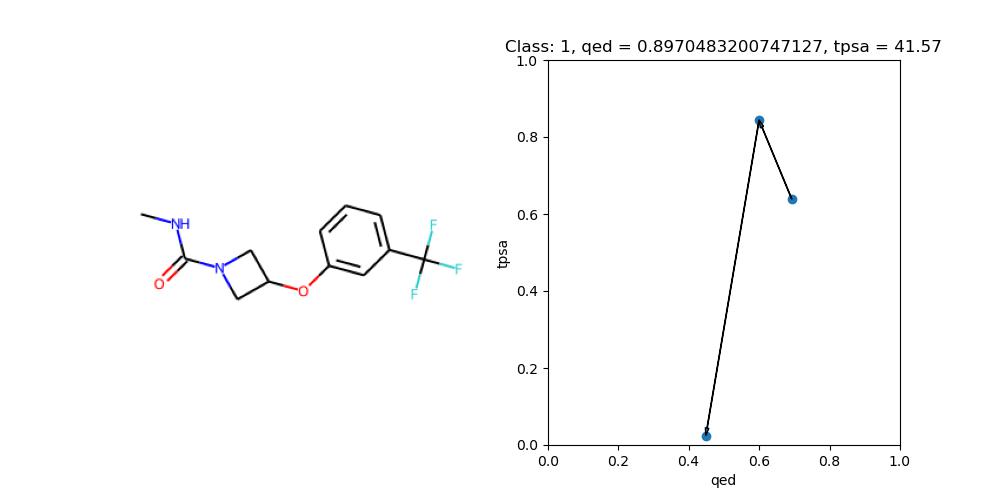 Class: 1, qed = 0.8970483200747127, tpsa = 41.57
1.0
0.8
0.6
0.4
0.2
0.0
tpsa
0.0 0.2 0.4 0.6 0.8 1.0
qed
NH
O
N
O
F
F
F